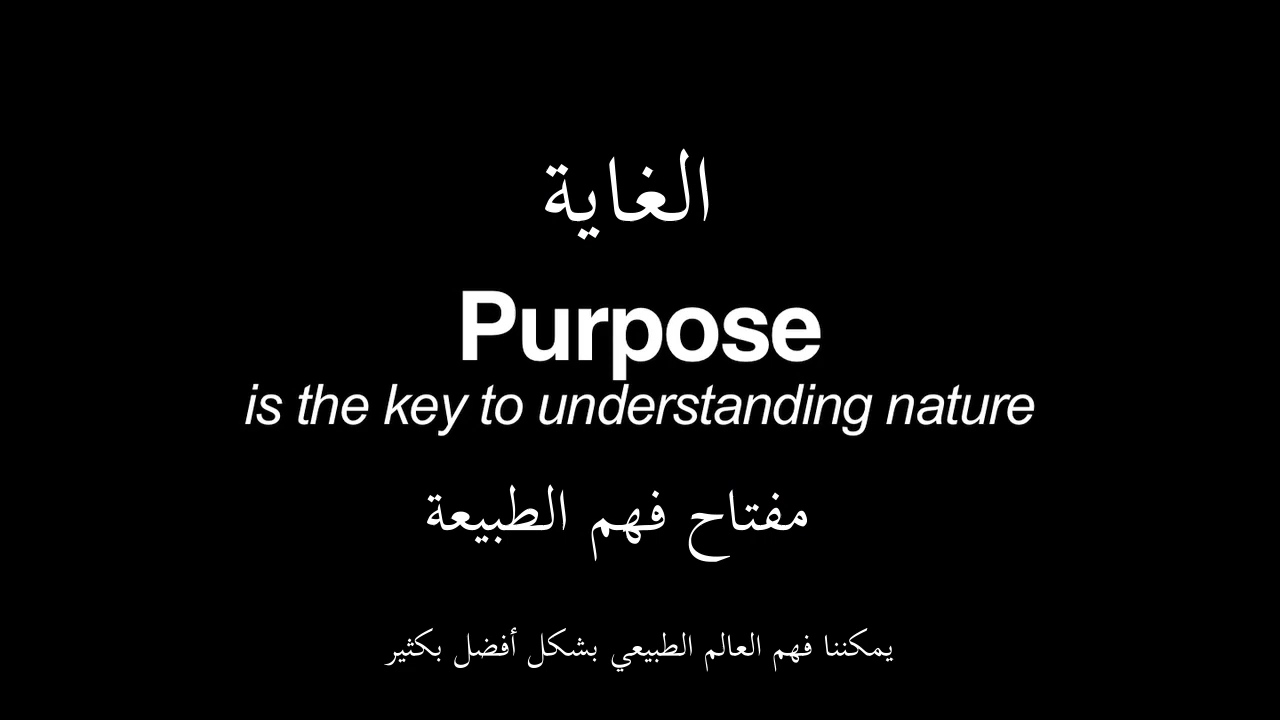 الغاية
Purpose
is the key to understanding nature
مفتاح فهم الطبيعة
يمكننا فهم العالم الطبيعي بشكل أفضل بكثير